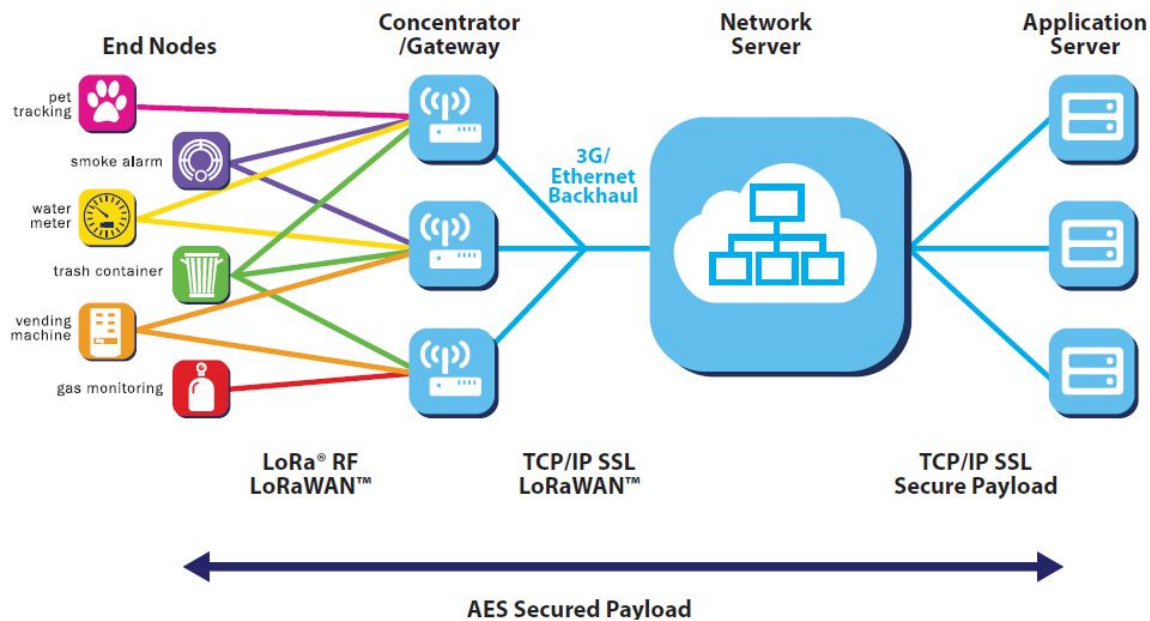 End Nodes
Concentrator
/Gateway
Network
Server
Application
Server
pet
tracking
smoke alarm
water
meter
trash container
vending
machine
gas monitoring
3G/
Ethernet
Backhaul
LoRa® RF
LoRaWAN™
TCP/IP SSL
LoRaWAN™
TCP/IP SSL
Secure Payload
AES Secured Payload